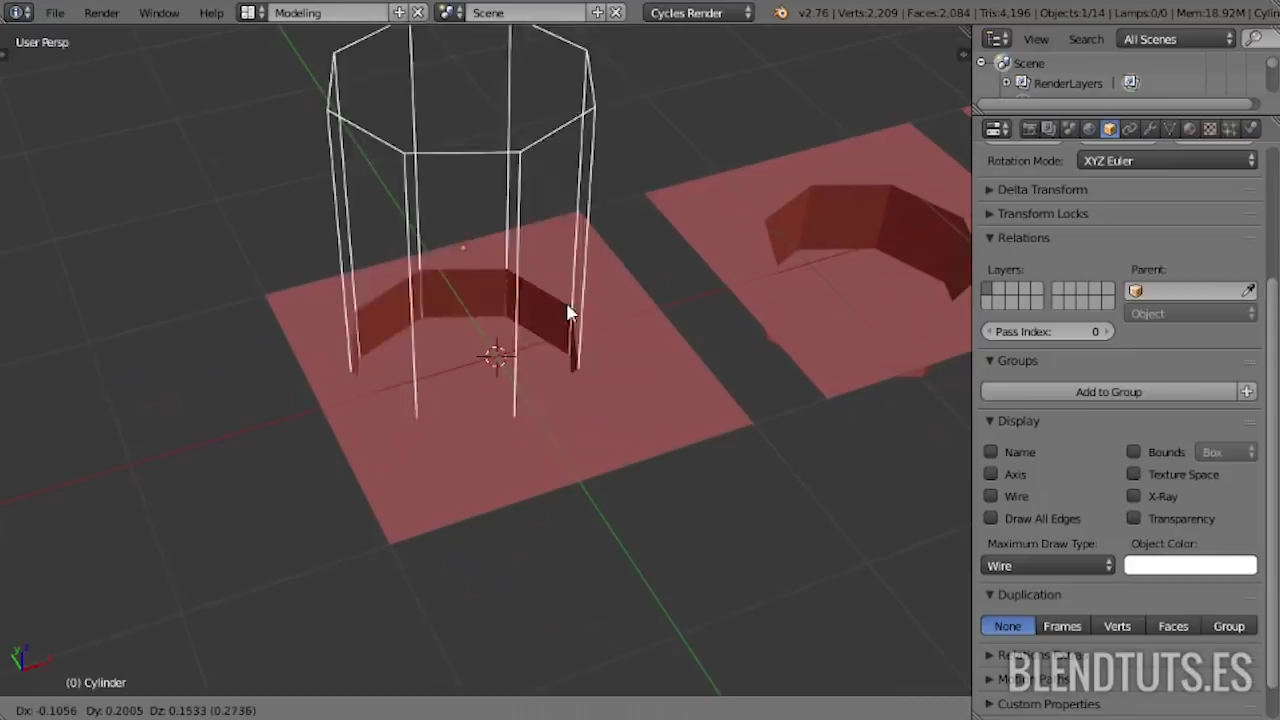 File Render Window Help Modeling Scene Cycles Render v2.76 | Verts:2,209 | Faces:2,084 | Tris:4,196 | Objects:1/14 | Lamps:0/0 | Mem:18.92M | Cylin
User Persp
View Search All Scenes
Scene
RenderLayers
Rotation Mode: XYZ Euler
Delta Transform
Transform Locks
Relations
Layers: Parent:
Object
Pass Index: 0
Groups
Add to Group
Display
Name Bounds Box
Axis Texture Space
Wire X-Ray
Draw All Edges Transparency
Maximum Draw Type: Object Color:
Wire
Duplication
None Frames Verts Faces Group
BLENDTUTS.ES
(0) Cylinder
Custom Properties
Dx: -0.1056 Dy: 0.2005 Dz: 0.1533 (0.2736)